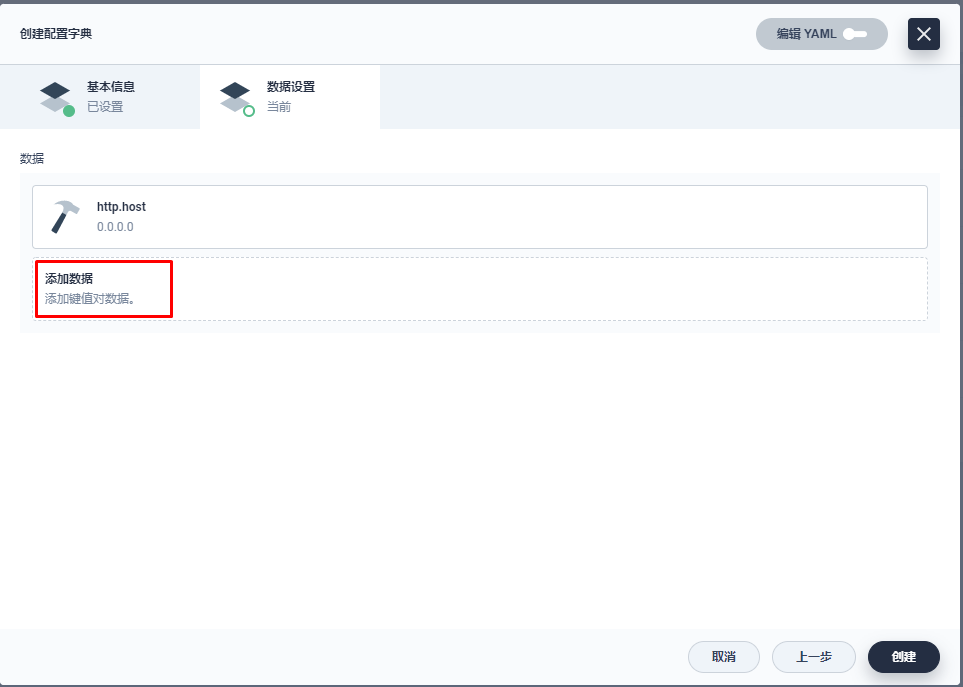 创建配置字典
编辑 YAML
基本信息
已设置
数据设置
当前
数据
http.host
0.0.0.0
添加数据
添加键值对数据。
取消
上一步
创建